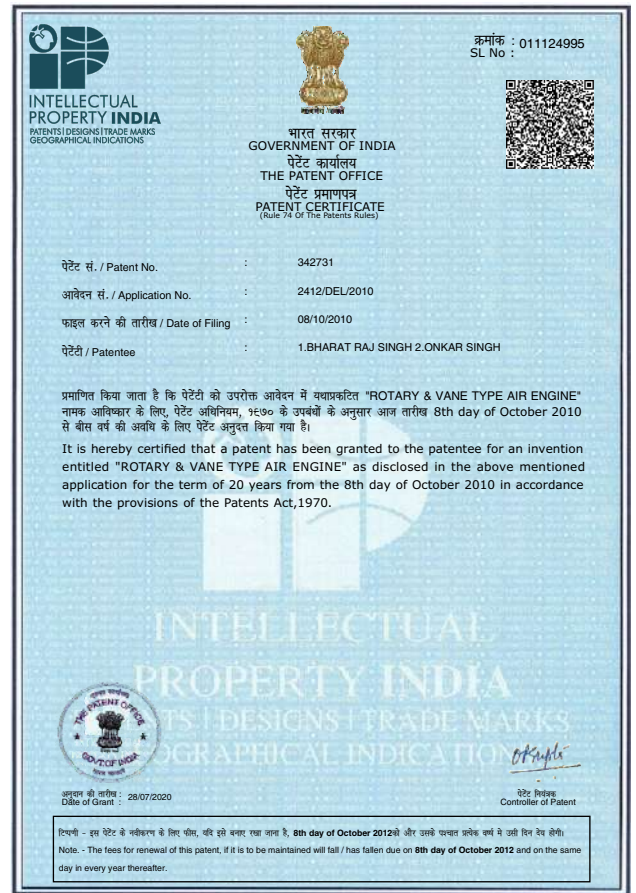 INTELLECTUAL
PROPERTY INDIA
PATENTS | DESIGNS | TRADE MARKS
GEOGRAPHICAL INDICATIONS
सत्यमेव जयते
क्रमांक : 011124995
SL No :
भारत सरकार
GOVERNMENT OF INDIA
पेटेंट कार्यालय
THE PATENT OFFICE
पेटेंट प्रमाणपत्र
PATENT CERTIFICATE
(Rule 74 Of The Patents Rules)
पेटेंट सं. / Patent No. : 342731
आवेदन सं. / Application No. : 2412/DEL/2010
फाइल करने की तारीख / Date of Filing : 08/10/2010
पेटेंटी / Patentee : 1.BHARAT RAJ SINGH 2.ONKAR SINGH
प्रमाणित किया जाता है कि पेटेंटी को उपरोक्त आवेदन में यथाप्रकटित "ROTARY & VANE TYPE AIR ENGINE"
नामक आविष्कार के लिए, पेटेंट अधिनियम, १९७० के उपबंधों के अनुसार आज तारीख 8th day of October 2010
से बीस वर्ष की अवधि के लिए पेटेंट अनुदत्त किया गया है।
It is hereby certified that a patent has been granted to the patentee for an invention
entitled "ROTARY & VANE TYPE AIR ENGINE" as disclosed in the above mentioned
application for the term of 20 years from the 8th day of October 2010 in accordance
with the provisions of the Patents Act,1970.
INTELLECTUAL
PROPERTY INDIA
PATENTS | DESIGNS | TRADE MARKS
GEOGRAPHICAL INDICATIONS
THE PATENT OFFICE
GOVT.OF INDIA
अनुदान की तारीख : 28/07/2020
Date of Grant :
पेटेंट नियंत्रक
Controller of Patent
टिप्पणी - इस पेटेंट के नवीकरण के लिए फीस, यदि इसे बनाए रखा जाना है, 8th day of October 2012को और उसके पश्चात प्रत्येक वर्ष मे उसी दिन देय होगी।
Note. - The fees for renewal of this patent, if it is to be maintained will fall / has fallen due on 8th day of October 2012 and on the same
day in every year thereafter.